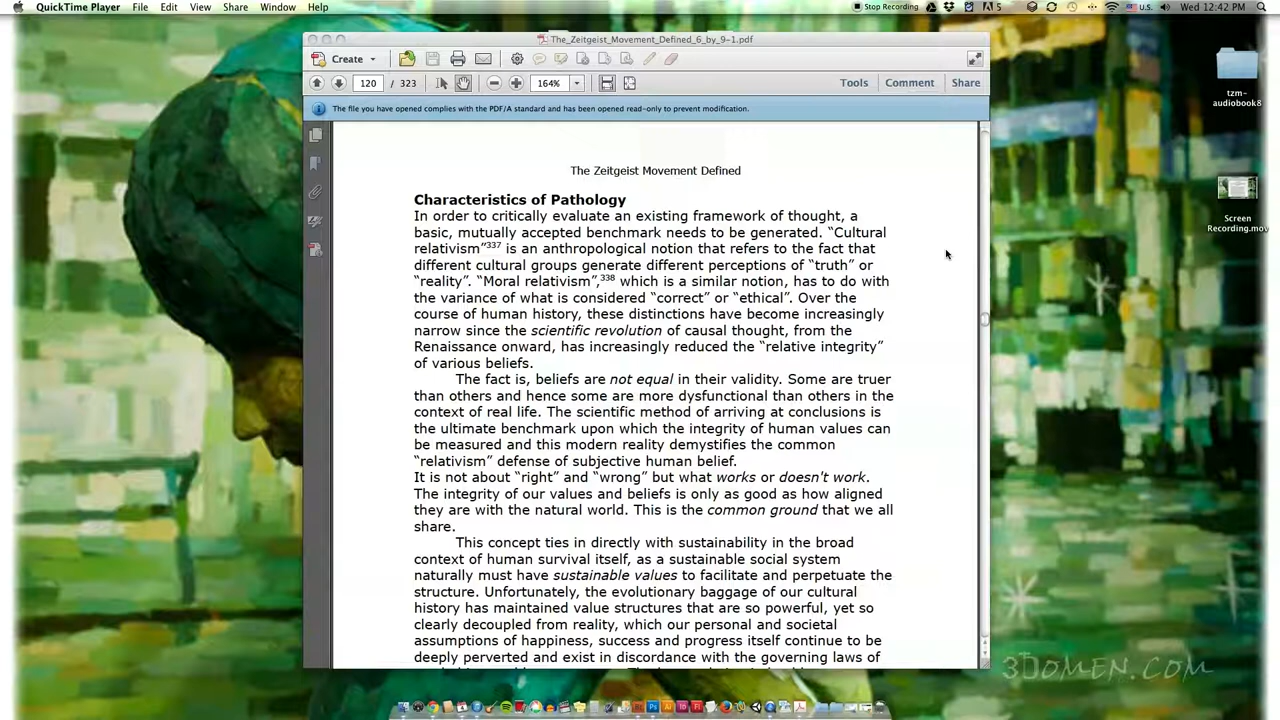 QuickTime Player File Edit View Share Window Help Stop Recording 5 U.S. Wed 12:42 PM
The_Zeitgeist_Movement_Defined_6_by_9-1.pdf
Create
120 / 323 164% Tools Comment Share
The file you have opened complies with the PDF/A standard and has been opened read-only to prevent modification.
tzm-
audiobook8
Screen
Recording.mov
The Zeitgeist Movement Defined
Characteristics of Pathology
In order to critically evaluate an existing framework of thought, a
basic, mutually accepted benchmark needs to be generated. “Cultural
relativism”337 is an anthropological notion that refers to the fact that
different cultural groups generate different perceptions of “truth” or
“reality”. “Moral relativism”,338 which is a similar notion, has to do with
the variance of what is considered “correct” or “ethical”. Over the
course of human history, these distinctions have become increasingly
narrow since the scientific revolution of causal thought, from the
Renaissance onward, has increasingly reduced the “relative integrity”
of various beliefs.
The fact is, beliefs are not equal in their validity. Some are truer
than others and hence some are more dysfunctional than others in the
context of real life. The scientific method of arriving at conclusions is
the ultimate benchmark upon which the integrity of human values can
be measured and this modern reality demystifies the common
“relativism” defense of subjective human belief.
It is not about “right” and “wrong” but what works or doesn't work.
The integrity of our values and beliefs is only as good as how aligned
they are with the natural world. This is the common ground that we all
share.
This concept ties in directly with sustainability in the broad
context of human survival itself, as a sustainable social system
naturally must have sustainable values to facilitate and perpetuate the
structure. Unfortunately, the evolutionary baggage of our cultural
history has maintained value structures that are so powerful, yet so
clearly decoupled from reality, which our personal and societal
assumptions of happiness, success and progress itself continue to be
deeply perverted and exist in discordance with the governing laws of
3DOMEN.COM